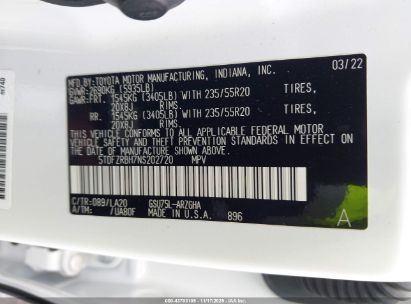 MFD. BY: TOYOTA MOTOR MANUFACTURING, INDIANA, INC. 03/22
GVWR: 2690KG (5935LB)
GAWR: FRT. 1545KG (3405LB) WITH 235/55R20 TIRES,
20X8J RIMS.
RR. 1545KG (3405LB) WITH 235/55R20 TIRES,
20X8J RIMS.
THIS VEHICLE CONFORMS TO ALL APPLICABLE FEDERAL MOTOR
VEHICLE SAFETY STANDARDS IN EFFECT ON THE DATE OF
MANUFACTURE SHOWN ABOVE.
5TDFZRBH7NS202720 MPV
C/TR: 089/LA20 GSU75L-ARZGHA
A/TM: /UA80F MADE IN U.S.A. 896
A